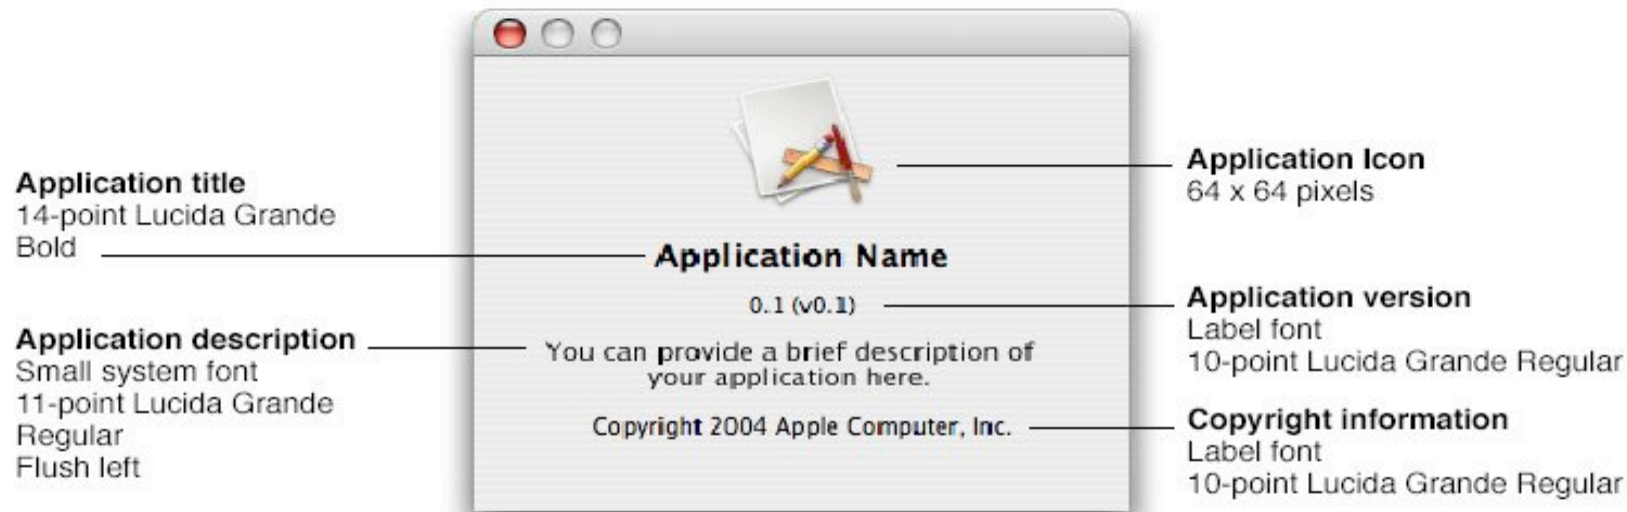 Application title
14-point Lucida Grande
Bold
Application description
Small system font
11-point Lucida Grande
Regular
Flush left
Application Name
0.1 (v0.1)
You can provide a brief description of
your application here.
Copyright 2004 Apple Computer, Inc.
Application Icon
64 x 64 pixels
Application version
Label font
10-point Lucida Grande Regular
Copyright information
Label font
10-point Lucida Grande Regular